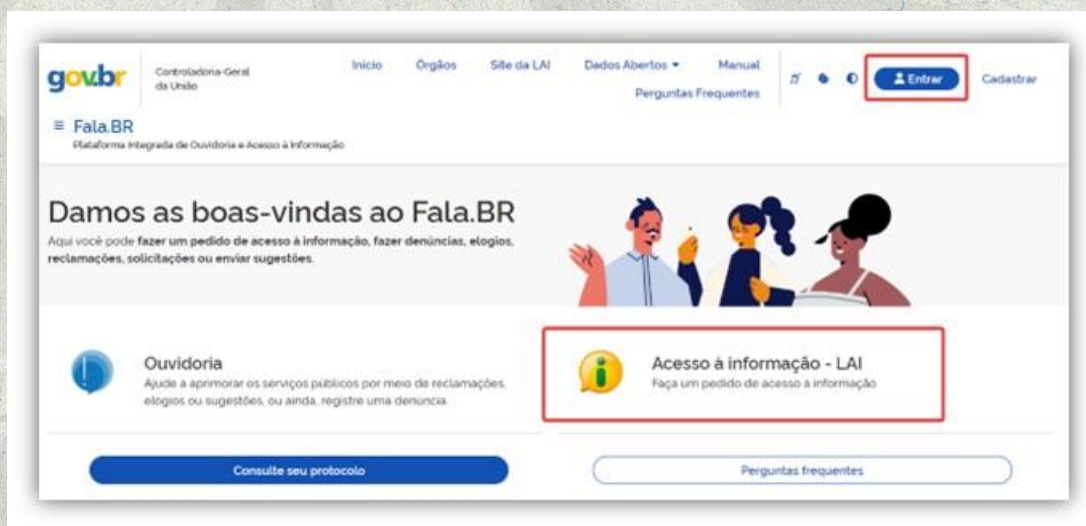 gov.br
Controladoria-Geral
da União
Início Órgãos Site da LAI Dados Abertos Manual
Perguntas Frequentes
Entrar
Cadastrar
Fala.BR
Plataforma Integrada de Ouvidoria e Acesso à Informação
Damos as boas-vindas ao Fala.BR
Aqui você pode fazer um pedido de acesso à informação, fazer denúncias, elogios,
reclamações, solicitações ou enviar sugestões.
Ouvidoria
Ajude a aprimorar os serviços públicos por meio de reclamações,
elogios ou sugestões, ou ainda, registre uma denúncia.
Acesso à informação - LAI
Faça um pedido de acesso à informação
Consulte seu protocolo
Perguntas frequentes